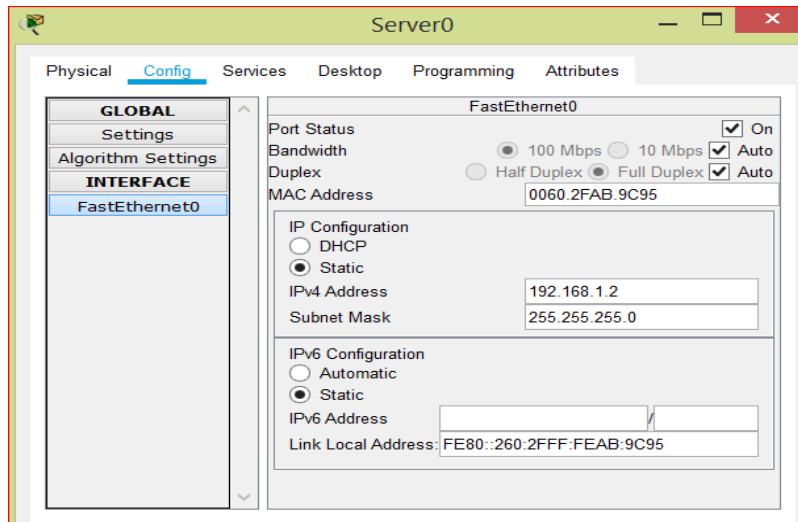 Server0
Physical Config Services Desktop Programming Attributes
GLOBAL
Settings
Algorithm Settings
INTERFACE
FastEthernet0
FastEthernet0
Port Status On
Bandwidth 100 Mbps 10 Mbps Auto
Duplex Half Duplex Full Duplex Auto
MAC Address 0060.2FAB.9C95
IP Configuration
DHCP
Static
IPv4 Address 192.168.1.2
Subnet Mask 255.255.255.0
IPv6 Configuration
Automatic
Static
IPv6 Address /
Link Local Address: FE80::260:2FFF:FEAB:9C95